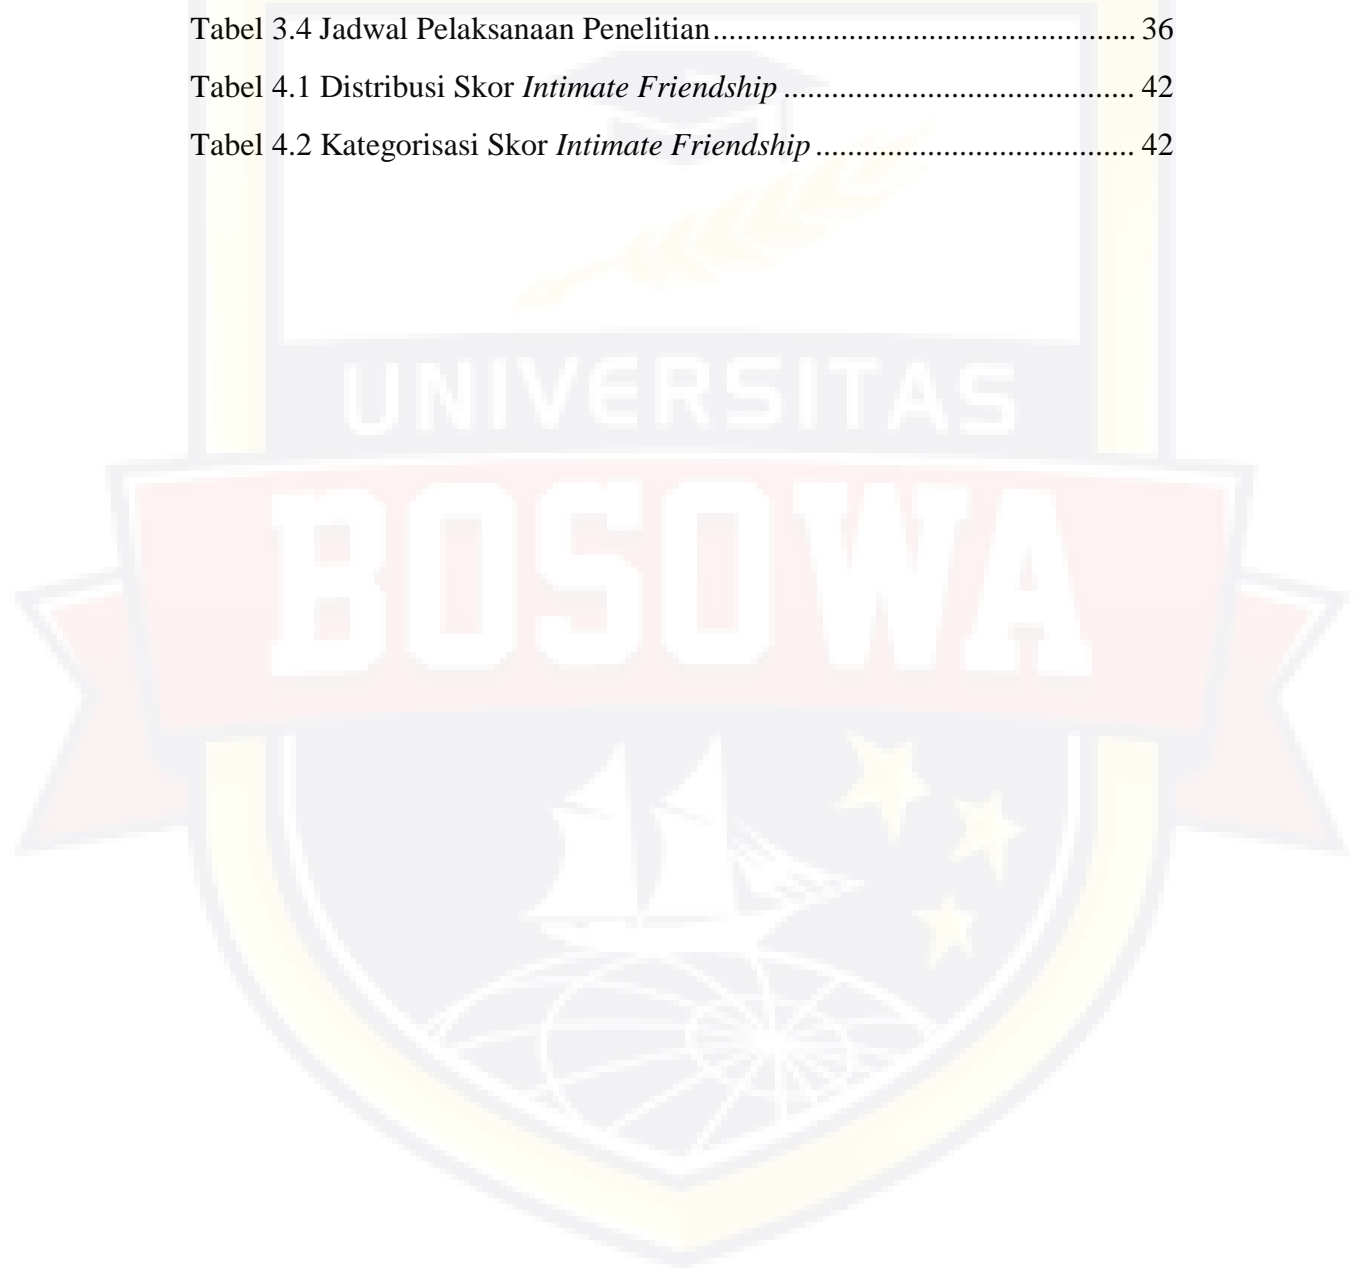 Tabel 3.4 Jadwal Pelaksanaan Penelitian..................................................... 36
Tabel 4.1 Distribusi Skor Intimate Friendship ............................................ 42
Tabel 4.2 Kategorisasi Skor Intimate Friendship ........................................ 42
UNIVERSITAS
BOSOWA